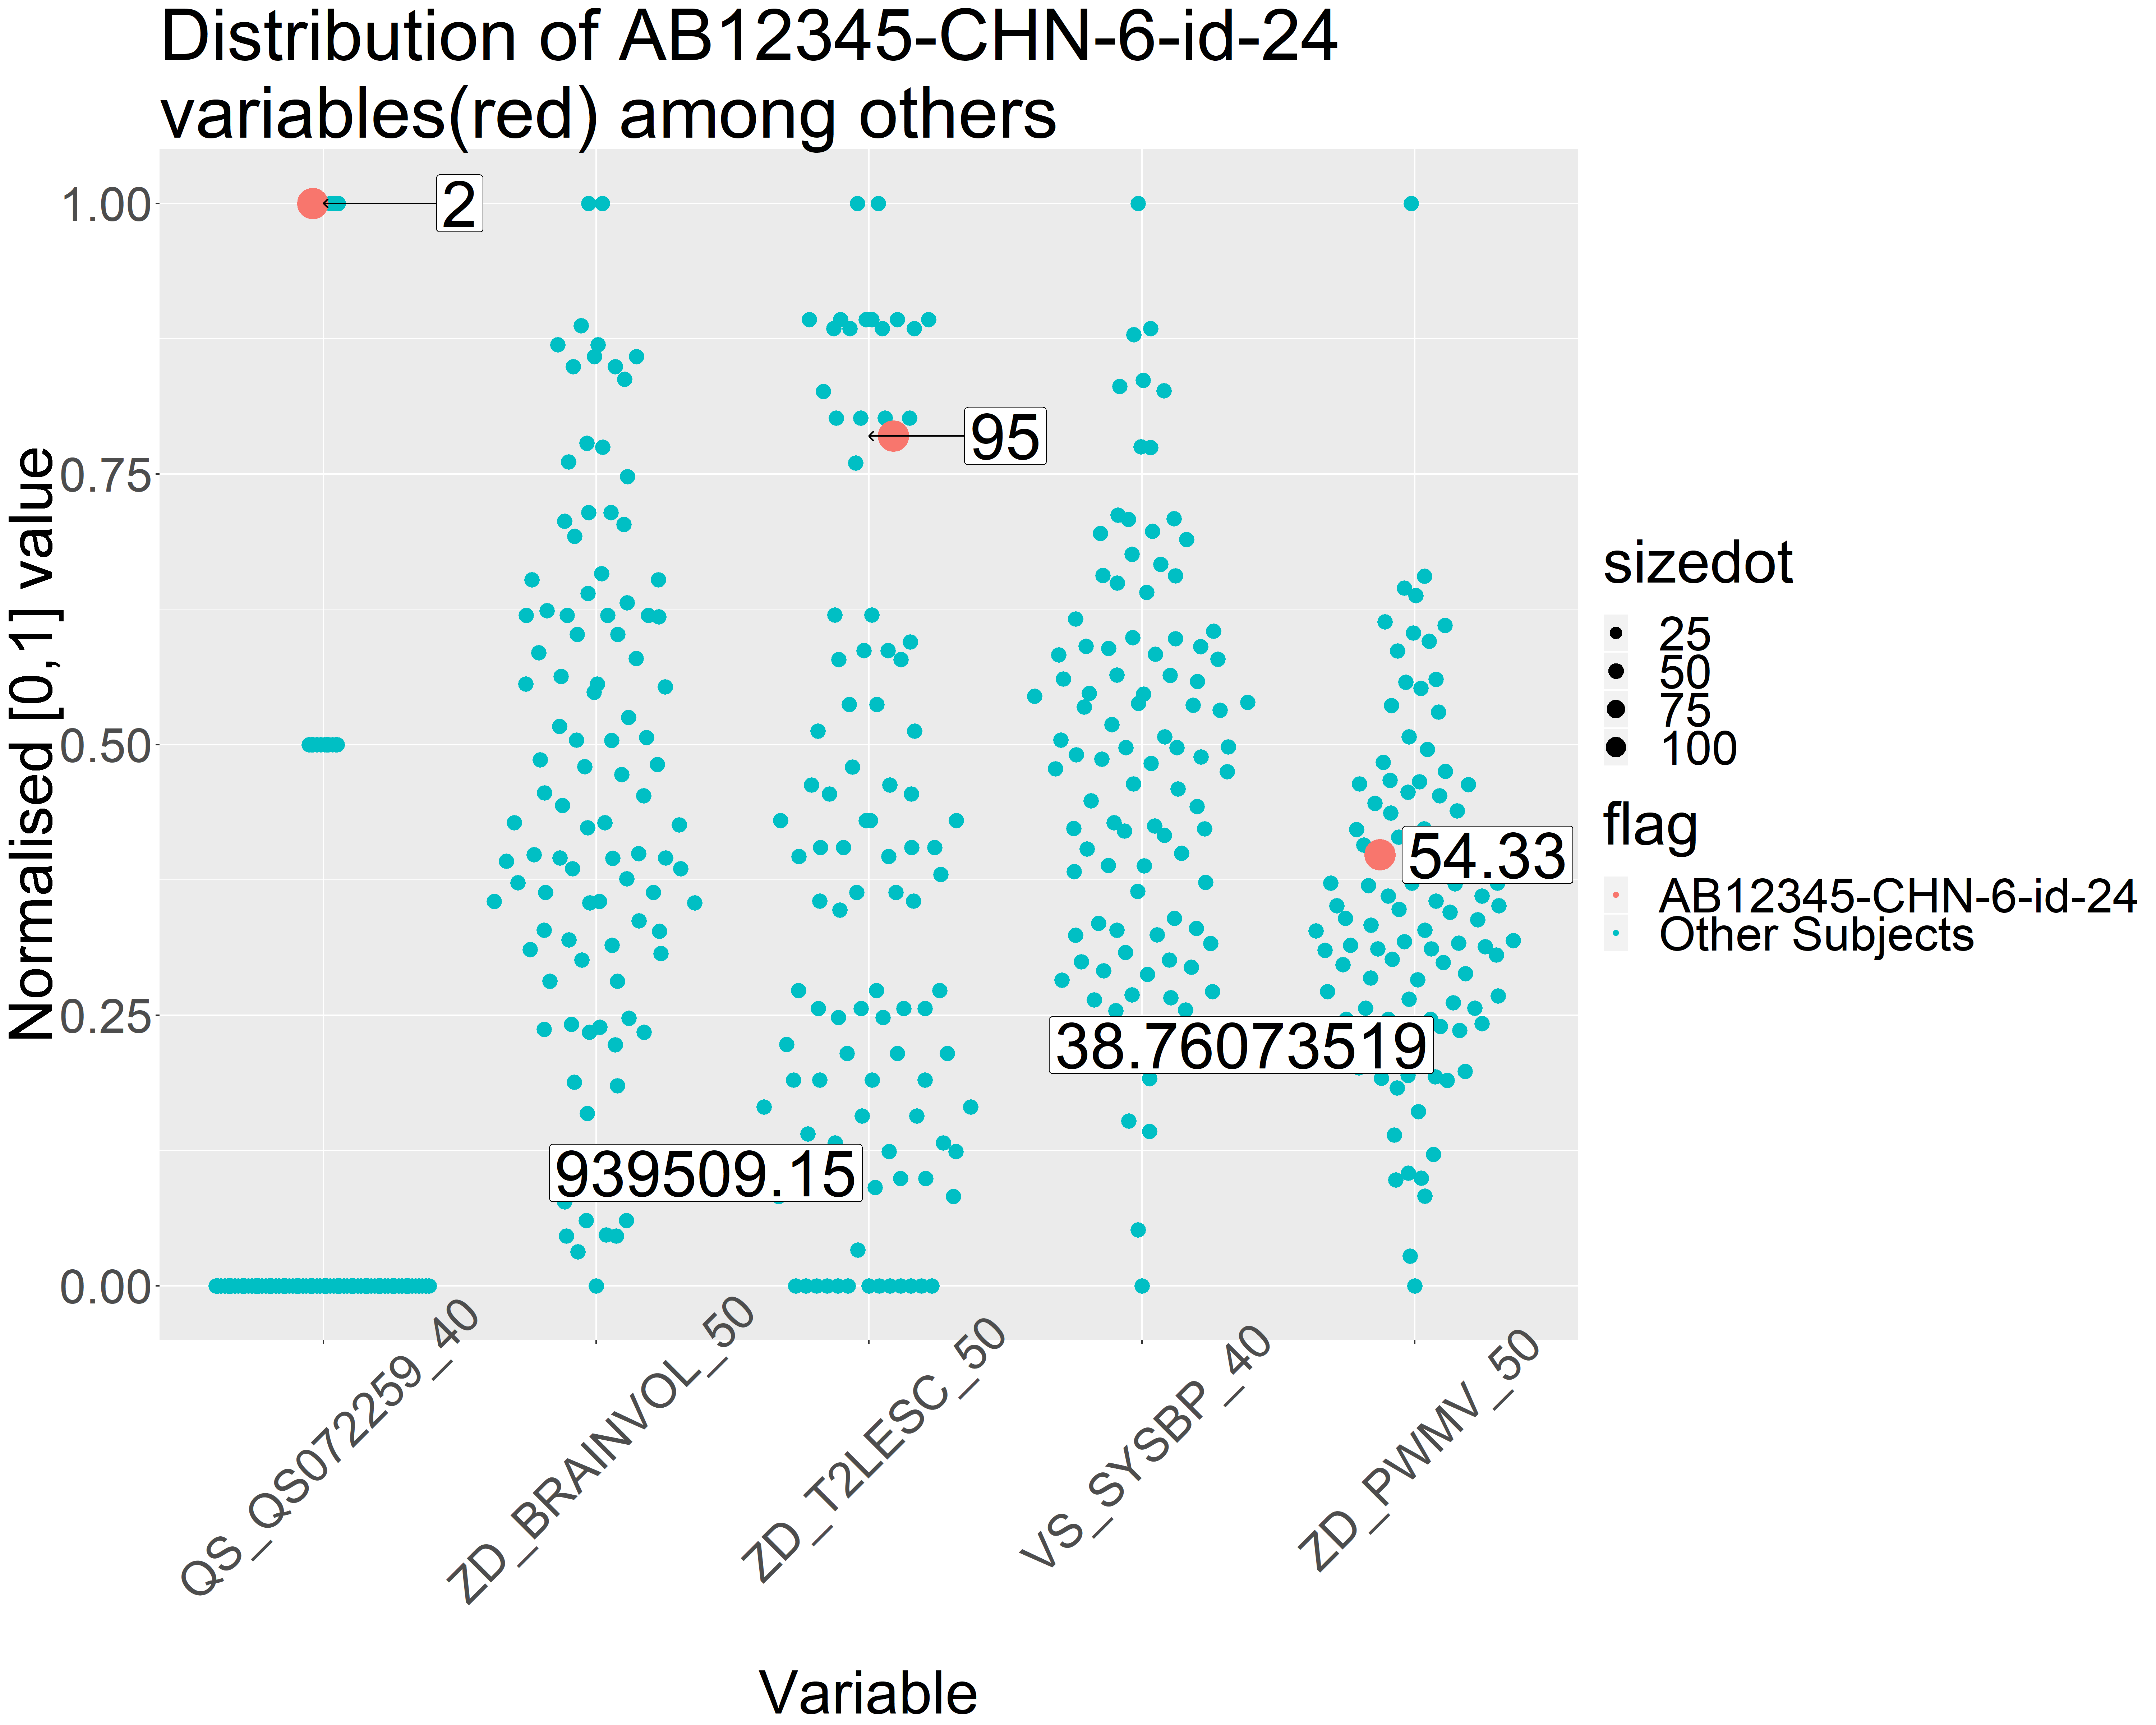 Distribution of AB12345-CHN-6-id-24
variables(red) among others
Normalised [0,1] value
1.00
0.75
0.50
0.25
0.00
2
95
54.33
38.76073519
939509.15
QS_QS072259_40
ZD_BRAINVOL_50
ZD_T2LESC_50
VS_SYSBP_40
ZD_PWMV_50
Variable
sizedot
25
50
75
100
flag
AB12345-CHN-6-id-24
Other Subjects